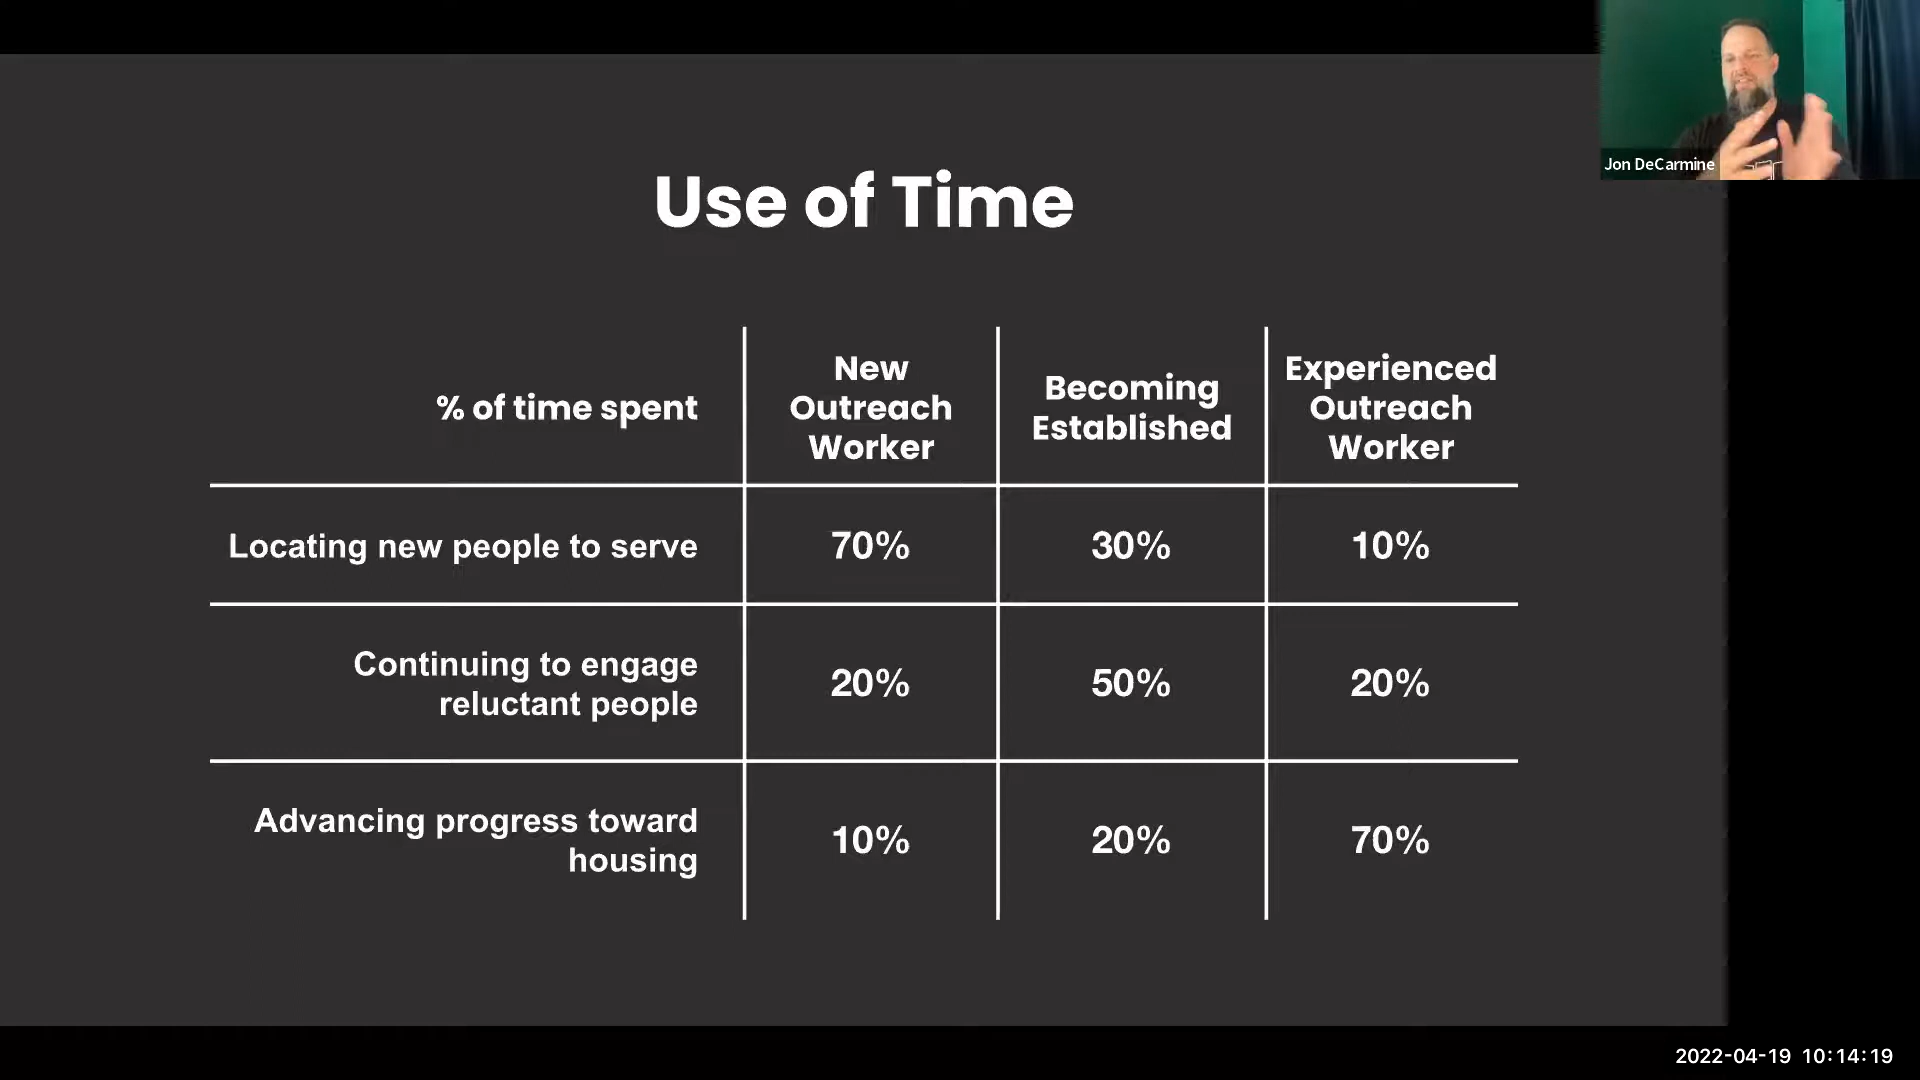 Jon DeCarmine
Use of Time
% of time spent
New
Outreach
Worker
Becoming
Established
Experienced
Outreach
Worker
Locating new people to serve
70%
30%
10%
Continuing to engage
reluctant people
20%
50%
20%
Advancing progress toward
housing
10%
20%
70%
2022-04-19 10:14:19